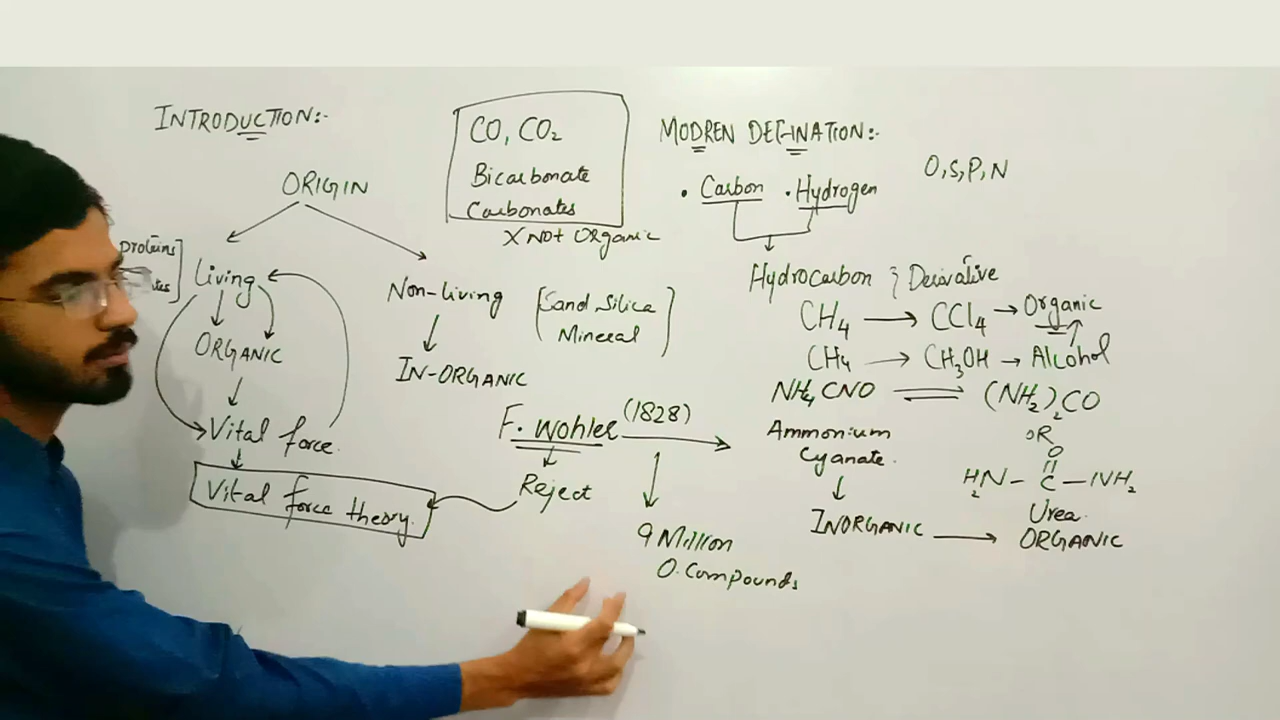 INTRODUCTION:-
ORIGIN
proteins
Living
ORGANIC
Vital force.
Vital force theory.
Non-living
IN-ORGANIC
[Sand Silica
Mineral]
CO, CO2
Bicarbonate
Carbonates
X Not Organic
F. Wohler (1828)
Reject
9 Million
O. Compounds
MODREN DEFINATION:-
O, S, P, N
• Carbon • Hydrogen
Hydrocarbon & Derivative
CH4 → CCl4 → Organic
CH4 → CH3OH → Alcohol
NH4CNO ⇌ (NH2)2CO
Ammonium
Cyanate.
OR
O
H2N - C - NH2
Urea.
INORGANIC → ORGANIC